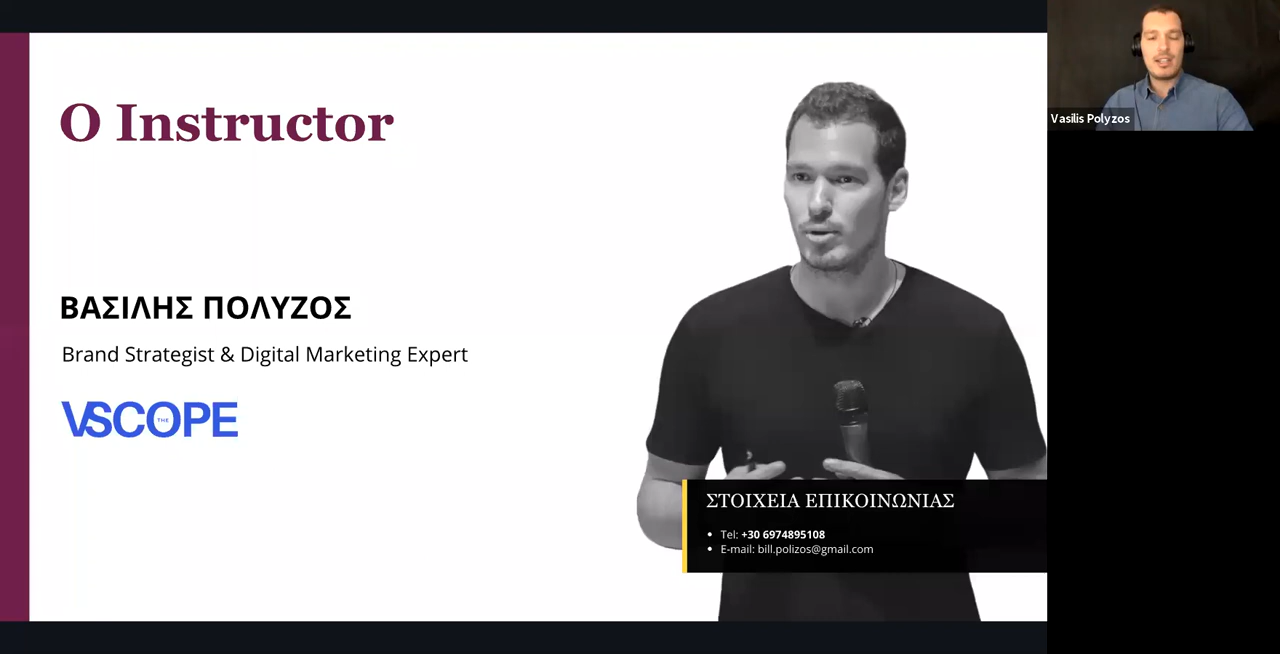 Ο Instructor
ΒΑΣΙΛΗΣ ΠΟΛΥΖΟΣ
Brand Strategist & Digital Marketing Expert
VSCOPE
THE
ΣΤΟΙΧΕΙΑ ΕΠΙΚΟΙΝΩΝΙΑΣ
• Tel: +30 6974895108
• E-mail: bill.polizos@gmail.com
Vasilis Polyzos